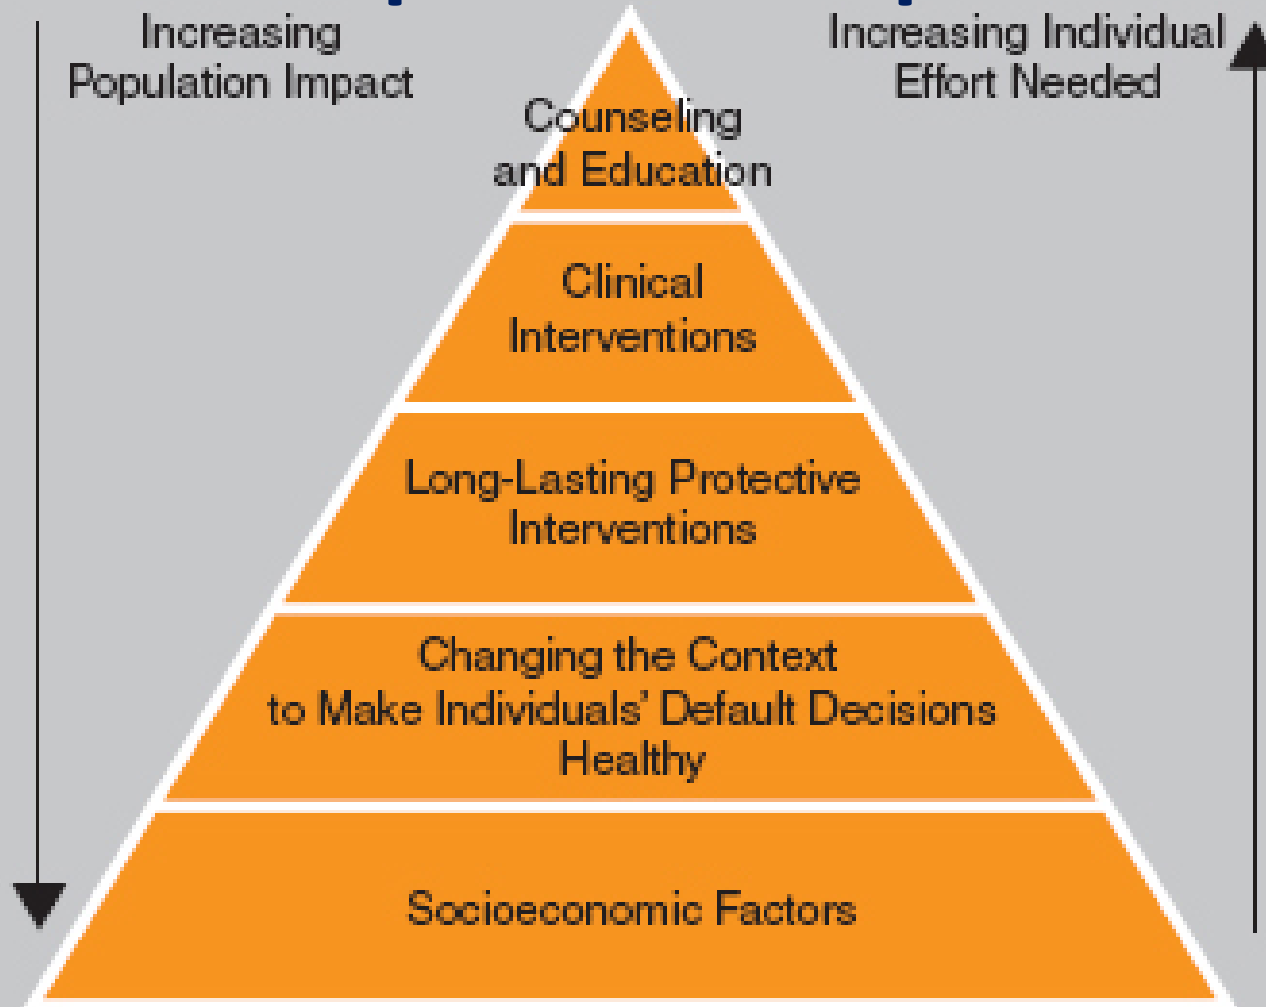 Increasing
Population Impact
Increasing Individual
Effort Needed
Counseling
and Education
Clinical
Interventions
Long-Lasting Protective
Interventions
Changing the Context
to Make Individuals’ Default Decisions
Healthy
Socioeconomic Factors